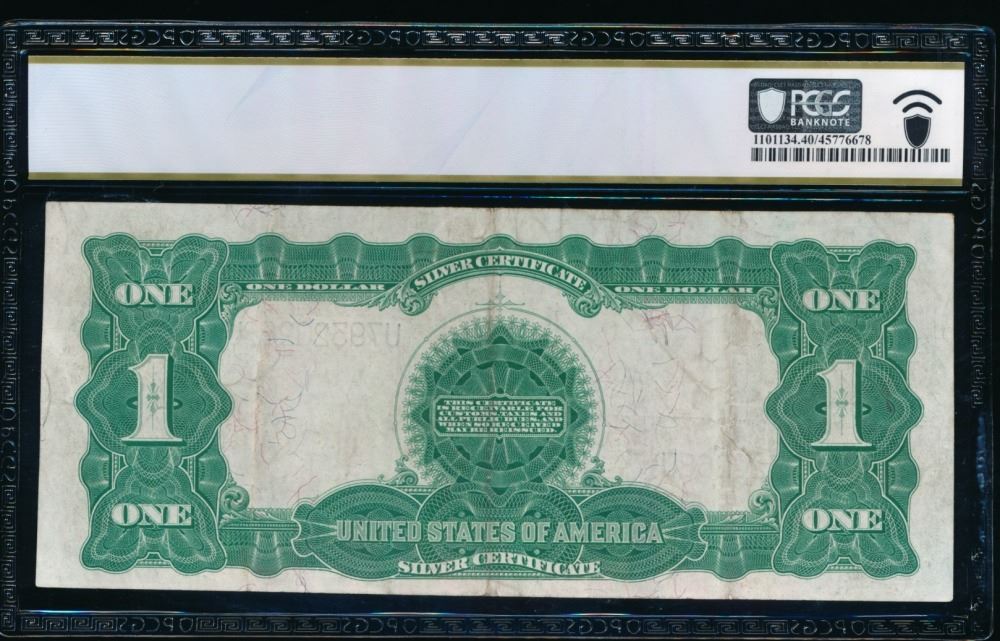 PCGS
BANKNOTE
1101134.40/45776678
SILVER CERTIFICATE
ONE DOLLAR
ONE DOLLAR
ONE
ONE
1
1
THIS CERTIFICATE
IS RECEIVABLE FOR
CUSTOMS, TAXES AND
ALL PUBLIC DUES AND
WHEN SO RECEIVED
MAY BE REISSUED.
ONE
ONE
UNITED STATES OF AMERICA
SILVER CERTIFICATE